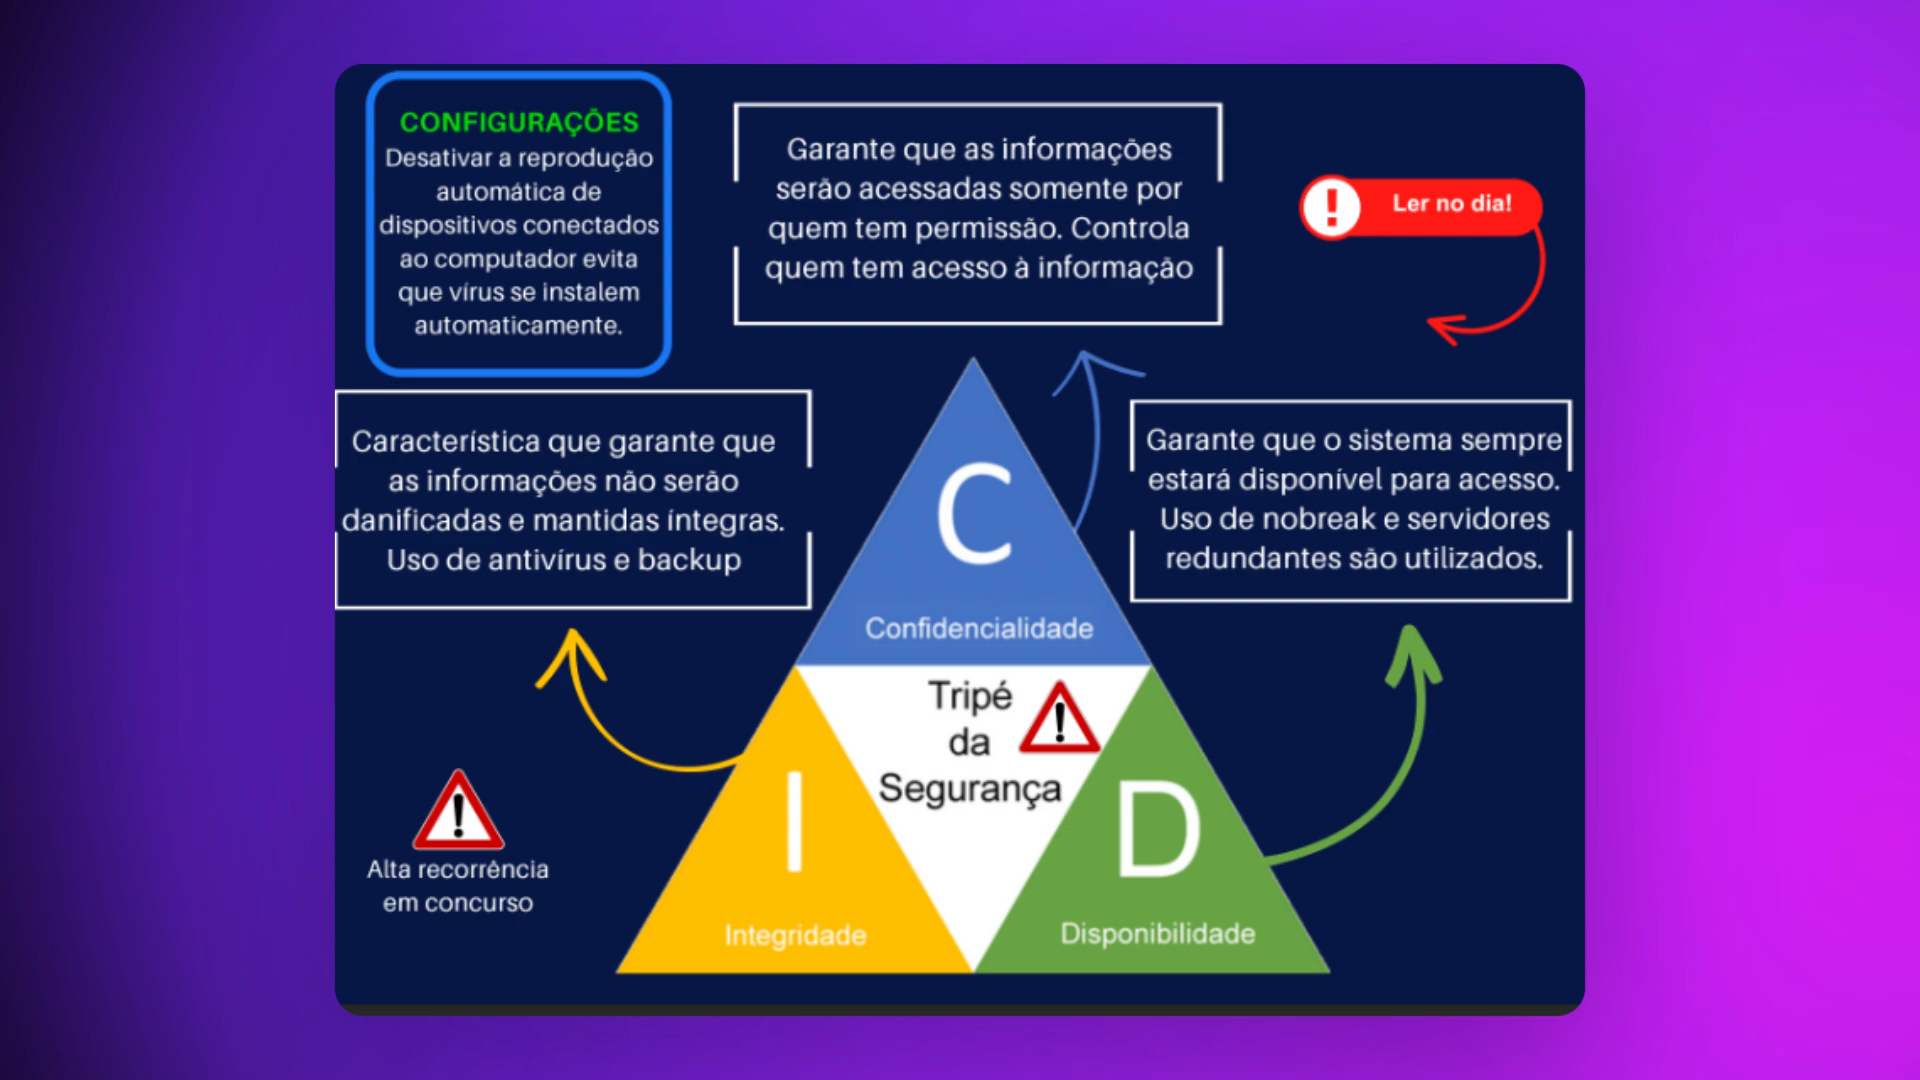 CONFIGURAÇÕES
Desativar a reprodução
automática de
dispositivos conectados
ao computador evita
que vírus se instalem
automaticamente.
Garante que as informações
serão acessadas somente por
quem tem permissão. Controla
quem tem acesso à informação
Ler no dia!
Característica que garante que
as informações não serão
danificadas e mantidas íntegras.
Uso de antivírus e backup
Garante que o sistema sempre
estará disponível para acesso.
Uso de nobreak e servidores
redundantes são utilizados.
C
Confidencialidade
Tripé
da
Segurança
I
Integridade
D
Disponibilidade
Alta recorrência
em concurso